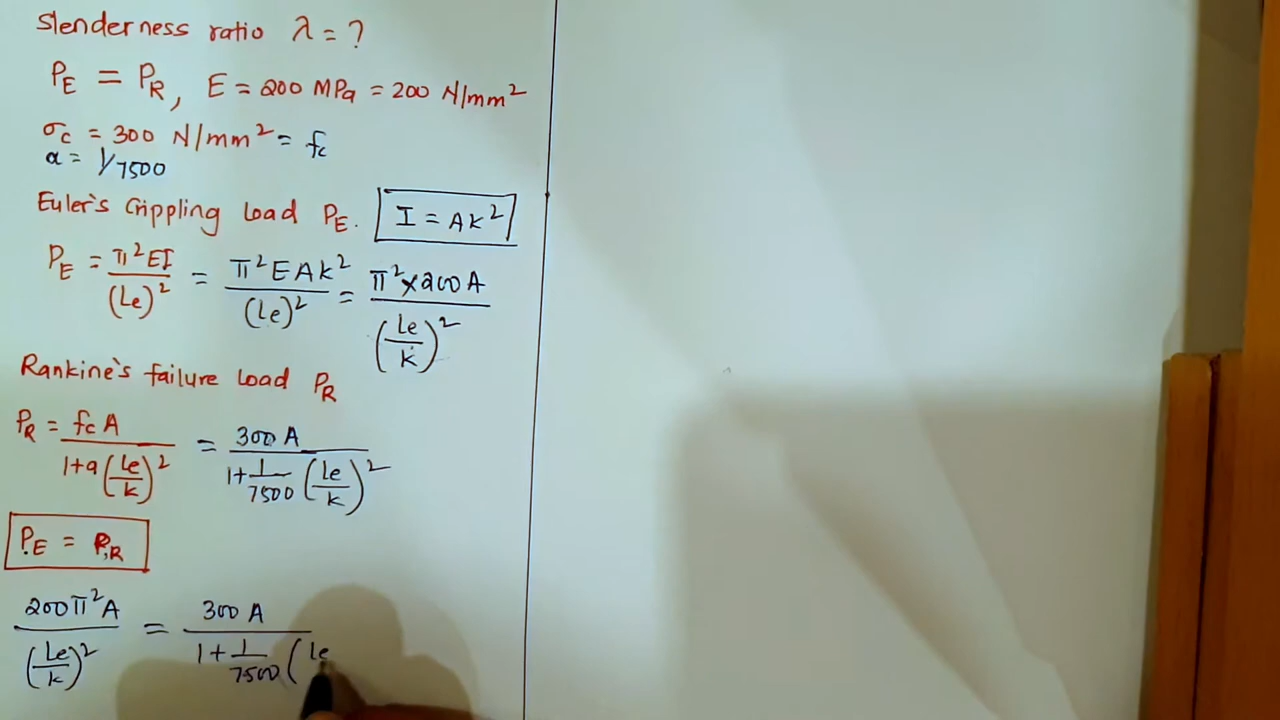 Slenderness ratio λ = ?
PE = PR, E = 200 MPa = 200 N/mm²
σc = 300 N/mm² = fc
α = 1/7500
Euler's Crippling Load PE. I = Ak²
PE = π²EI/(Le)² = π²EAk²/(Le)² = π²×200A/(Le/k)²
Rankine's failure Load PR
PR = fcA/1+a(Le/k)² = 300A/1+1/7500(Le/k)²
PE = PR
200π²A/(Le/k)² = 300A/1+1/7500(Le